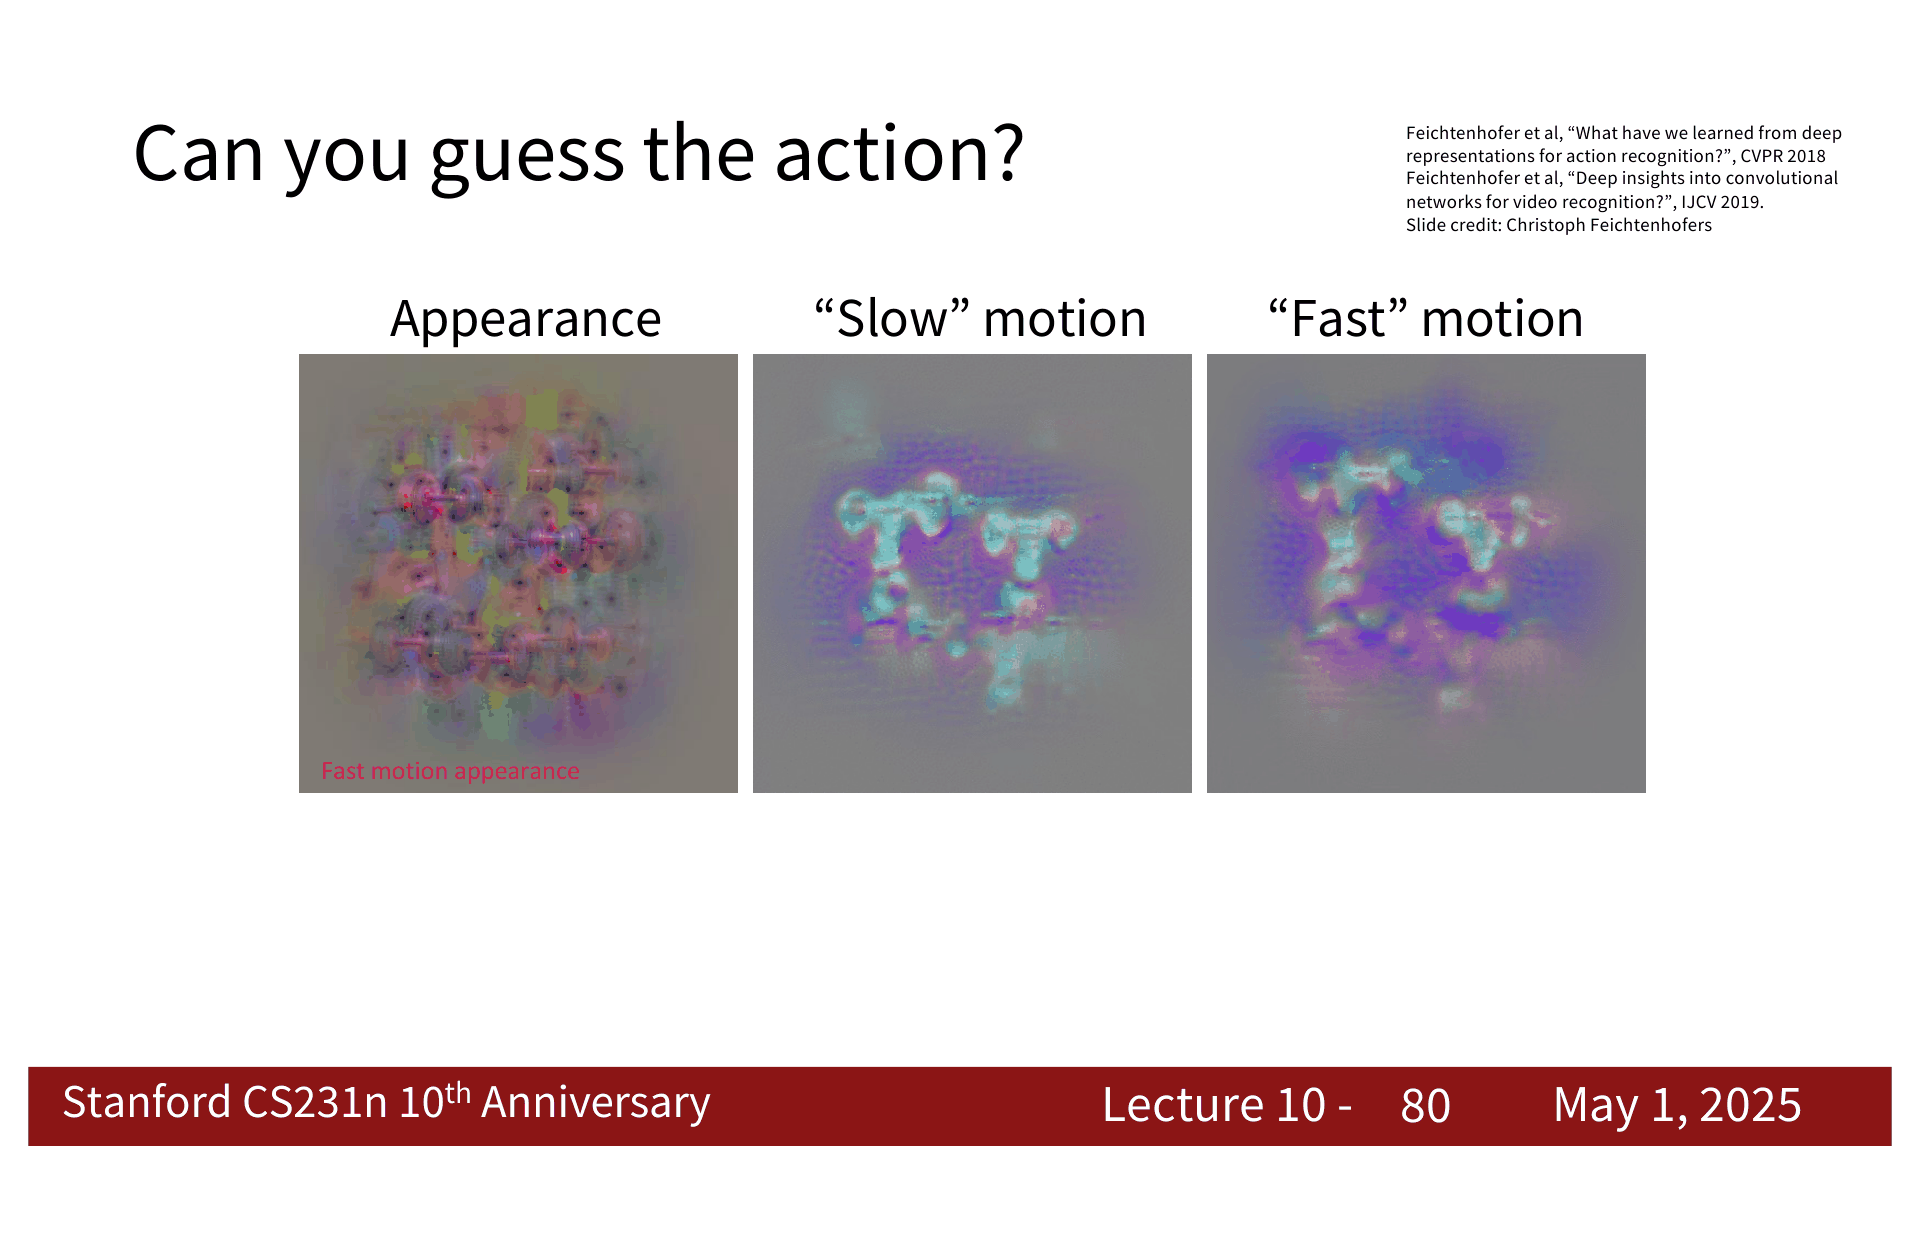 Can you guess the action?
Feichtenhofer et al, “What have we learned from deep
representations for action recognition?”, CVPR 2018
Feichtenhofer et al, “Deep insights into convolutional
networks for video recognition?”, IJCV 2019.
Slide credit: Christoph Feichtenhofers
Appearance
“Slow” motion
“Fast” motion
Fast motion appearance
Stanford CS231n 10th Anniversary
Lecture 10 - 80
May 1, 2025